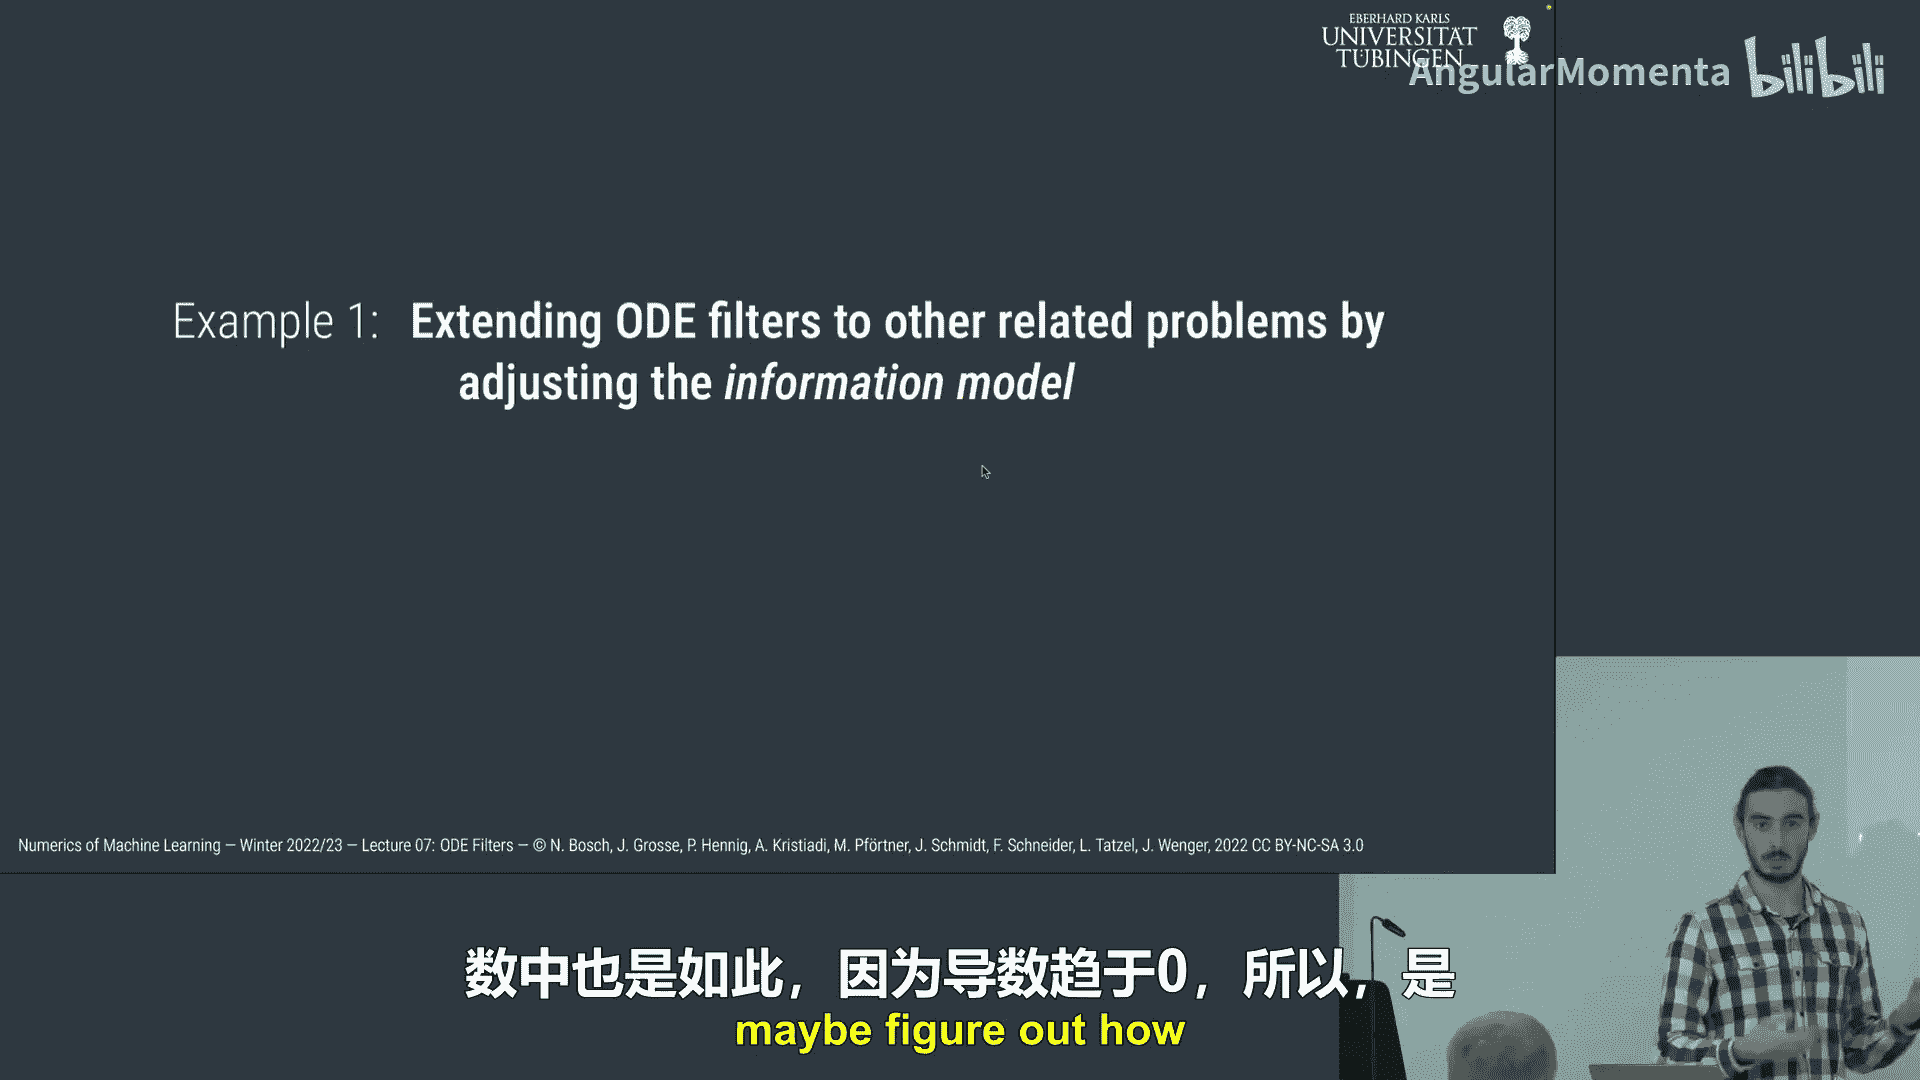 EBERHARD KARLS
UNIVERSITÄT
TÜBINGEN
AngularMomenta bilibili
Example 1: Extending ODE filters to other related problems by
adjusting the information model
Numerics of Machine Learning — Winter 2022/23 — Lecture 07: ODE Filters — © N. Bosch, J. Grosse, P. Hennig, A. Kristiadi, M. Pförtner, J. Schmidt, F. Schneider, L. Tatzel, J. Wenger, 2022 CC BY-NC-SA 3.0
数中也是如此，因为导数趋于0，所以，是
maybe figure out how